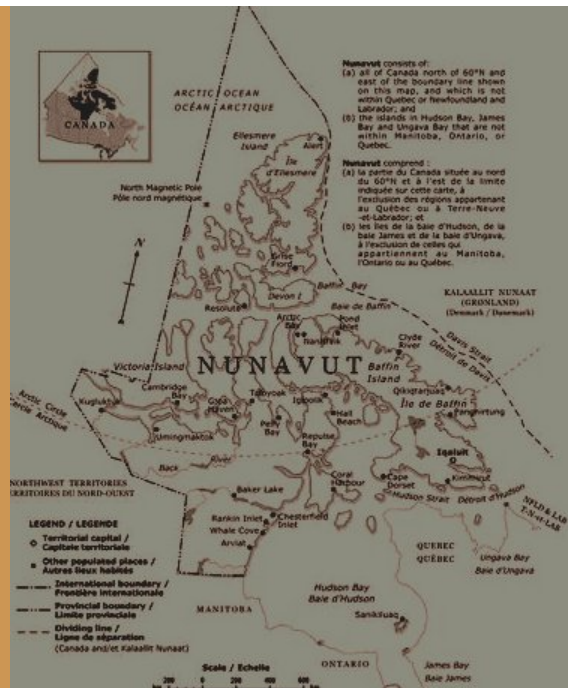 Nunavut consists of:
(a) all of Canada north of 60°N and
east of the boundary line shown
on this map, and which is not
within Quebec or Newfoundland and
Labrador; and
(b) the islands in Hudson Bay, James
Bay and Ungava Bay that are not
within Manitoba, Ontario, or
Quebec.
Nunavut comprend :
(a) la partie du Canada située au nord
du 60°N et à l'est de la limite
indiquée sur cette carte, à
l'exclusion des régions appartenant
au Québec ou à Terre-Neuve
-et-Labrador; et
(b) les îles de la baie d'Hudson, de la
baie James et de la baie d'Ungava,
à l'exclusion de celles qui
appartiennent au Manitoba,
l'Ontario ou au Québec.
CANADA
ARCTIC OCEAN
OCÉAN ARCTIQUE
Ellesmere
Island
Alert
Île
d'Ellesmere
North Magnetic Pole
Pôle nord magnétique
N
Grise
Fiord
Devon I
Baffin Bay
Baie de Baffin
KALAALLIT NUNAAT
(GRØNLAND)
(Denmark / Danemark)
Resolute
Arctic
Bay
Nanisivik
Pond
Inlet
Clyde
River
Davis Strait
Détroit de Davis
Victoria Island
NUNAVUT
Baffin
Island
Île de Baffin
Cambridge
Bay
Kugluktuk
Gjoa
Haven
Taloyoak
Igloolik
Hall
Beach
Qikiqtarjuaq
Pangnirtung
Arctic Circle
Cercle Arctique
Umingmaktok
Pelly
Bay
Repulse
Bay
Iqaluit
Back River
Coral
Harbour
Cape
Dorset
Kimmirut
Hudson Strait
Détroit d'Hudson
NORTHWEST TERRITORIES
TERRITOIRES DU NORD-OUEST
Baker Lake
Rankin Inlet
Chesterfield
Inlet
Whale Cove
Arviat
NFLD & LAB
T-N-et-LAB
QUEBEC
QUÉBEC
Ungava Bay
Baie d'Ungava
Hudson Bay
Baie d'Hudson
Sanikiluaq
MANITOBA
ONTARIO
James Bay
Baie James
LEGEND / LEGENDE
Territorial capital /
Capitale territoriale
Other populated places /
Autres lieux habités
International boundary /
Frontière internationale
Provincial boundary /
Limite provinciale
Dividing line /
Ligne de séparation
(Canada and/et Kalaallit Nunaat)
Scale / Echelle
200 0 200 400 600
km km